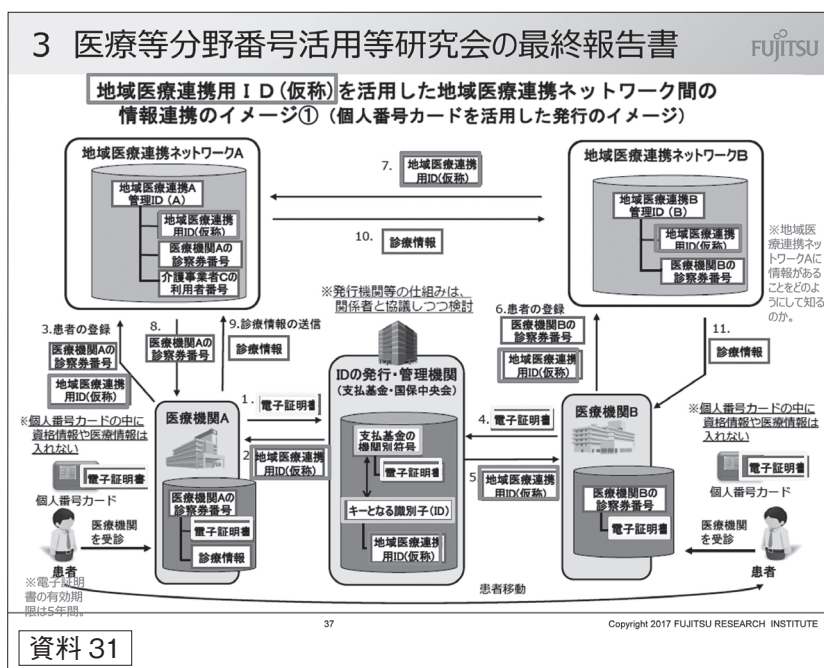 3 医療等分野番号活用等研究会の最終報告書
FUJITSU
地域医療連携用ＩＤ(仮称)を活用した地域医療連携ネットワーク間の
情報連携のイメージ① (個人番号カードを活用した発行のイメージ)
地域医療連携ネットワークA
地域医療連携A
管理ID (A)
地域医療連携
用ID(仮称)
医療機関Aの
診察券番号
介護事業者Cの
利用者番号
7.
地域医療連携
用ID(仮称)
10.
診療情報
地域医療連携ネットワークB
地域医療連携B
管理ID (B)
地域医療連携
用ID(仮称)
医療機関Bの
診察券番号
※地域医
療連携ネッ
トワークAに
情報がある
ことをどのよ
うにして知る
のか。
※発行機関等の仕組みは、
関係者と協議しつつ検討
3.患者の登録
医療機関Aの
診察券番号
地域医療連携
用ID(仮称)
8.
医療機関Aの
診察券番号
9.診療情報の送信
診療情報
6.患者の登録
医療機関Bの
診察券番号
地域医療連携
用ID(仮称)
11.
診療情報
※個人番号カードの中に
資格情報や医療情報は
入れない
電子証明書
個人番号カード
患者
医療機関
を受診
※電子証明
書の有効期
限は5年間。
医療機関A
医療機関Aの
診察券番号
電子証明書
診療情報
1.
電子証明書
2
地域医療連携
用ID(仮称)
IDの発行・管理機関
(支払基金・国保中央会)
支払基金の
機関別符号
電子証明書
キーとなる識別子(ID)
地域医療連携
用ID(仮称)
4.
電子証明書
5
地域医療連携
用ID(仮称)
医療機関B
医療機関Bの
診察券番号
電子証明書
※個人番号カードの中に
資格情報や医療情報は
入れない
電子証明書
個人番号カード
医療機関
を受診
患者
患者移動
37
Copyright 2017 FUJITSU RESEARCH INSTITUTE
資料 31